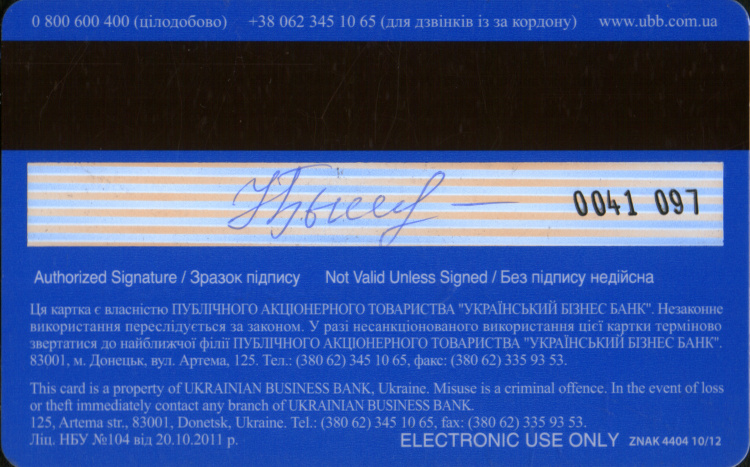 0 800 600 400 (цілодобово) +38 062 345 10 65 (для дзвінків із за кордону) www.ubb.com.ua
0041 097
Authorized Signature / Зразок підпису Not Valid Unless Signed / Без підпису недійсна
Ця картка є власністю ПУБЛІЧНОГО АКЦІОНЕРНОГО ТОВАРИСТВА "УКРАЇНСЬКИЙ БІЗНЕС БАНК". Незаконне
використання переслідується за законом. У разі несанкціонованого використання цієї картки терміново
звертатися до найближчої філії ПУБЛІЧНОГО АКЦІОНЕРНОГО ТОВАРИСТВА "УКРАЇНСЬКИЙ БІЗНЕС БАНК".
83001, м. Донецьк, вул. Артема, 125. Тел.: (380 62) 345 10 65, факс: (380 62) 335 93 53.
This card is a property of UKRAINIAN BUSINESS BANK, Ukraine. Misuse is a criminal offence. In the event of loss
or theft immediately contact any branch of UKRAINIAN BUSINESS BANK.
125, Artema str., 83001, Donetsk, Ukraine. Tel.: (380 62) 345 10 65, fax: (380 62) 335 93 53.
Ліц. НБУ №104 від 20.10.2011 р. ELECTRONIC USE ONLY ZNAK 4404 10/12